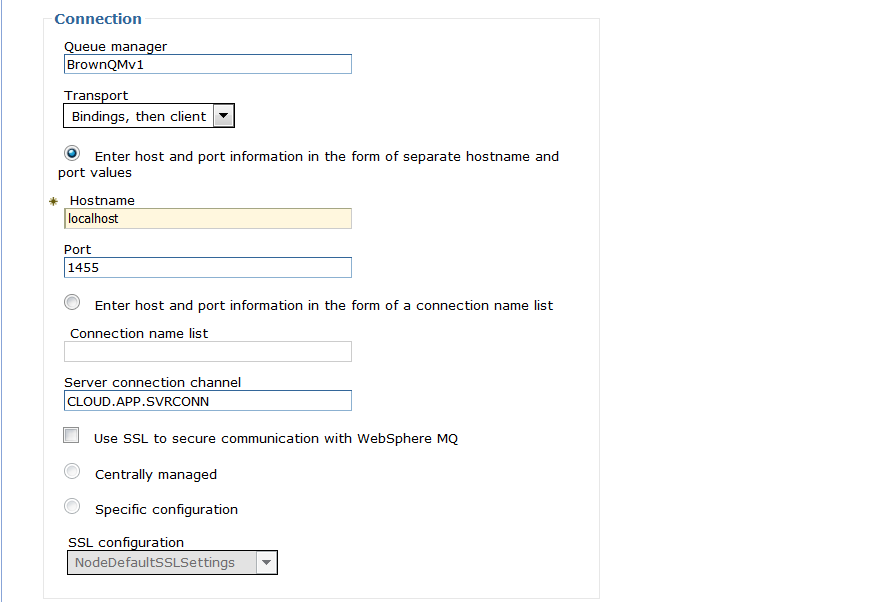 Connection
Queue manager
BrownQMv1
Transport
Bindings, then client
Enter host and port information in the form of separate hostname and
port values
Hostname
localhost
Port
1455
Enter host and port information in the form of a connection name list
Connection name list
Server connection channel
CLOUD.APP.SVRCONN
Use SSL to secure communication with WebSphere MQ
Centrally managed
Specific configuration
SSL configuration
NodeDefaultSSLSettings